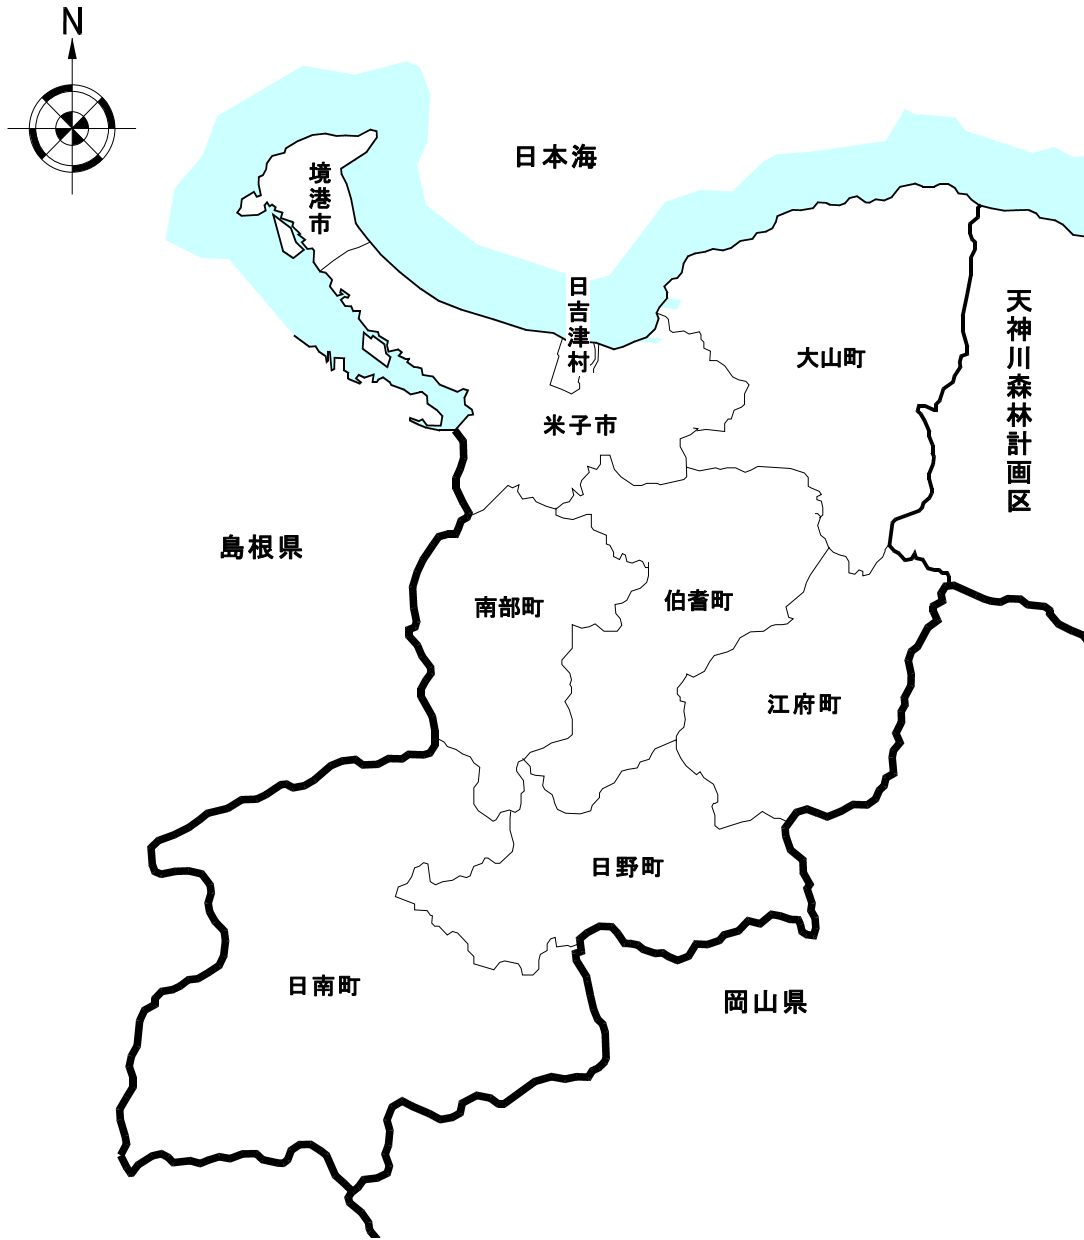 N
日本海
境港市
日吉津村
天神川森林計画区
大山町
米子市
島根県
南部町
伯耆町
江府町
日野町
日南町
岡山県